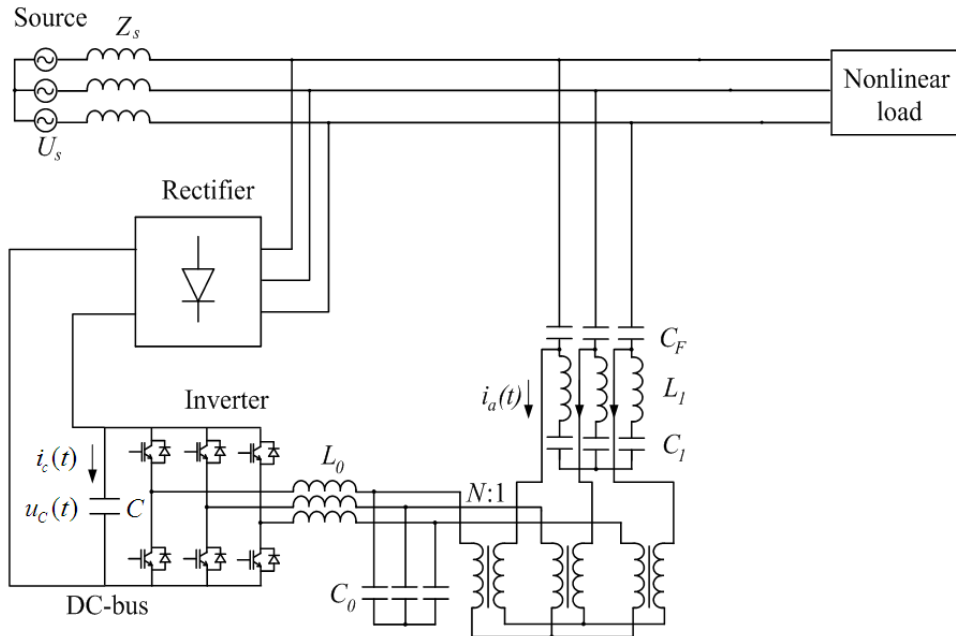 Source
Z_s
Nonlinear
load
U_s
Rectifier
C_F
i_a(t)
L_1
Inverter
C_1
L_0
i_c(t)
N:1
u_C(t)
C
C_0
DC-bus